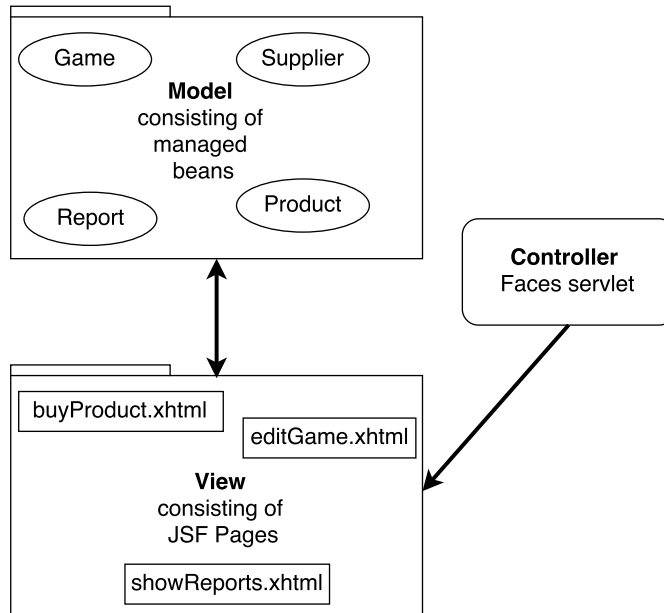 Game
Supplier
Model
consisting of
managed
beans
Report
Product
Controller
Faces servlet
buyProduct.xhtml
editGame.xhtml
View
consisting of
JSF Pages
showReports.xhtml